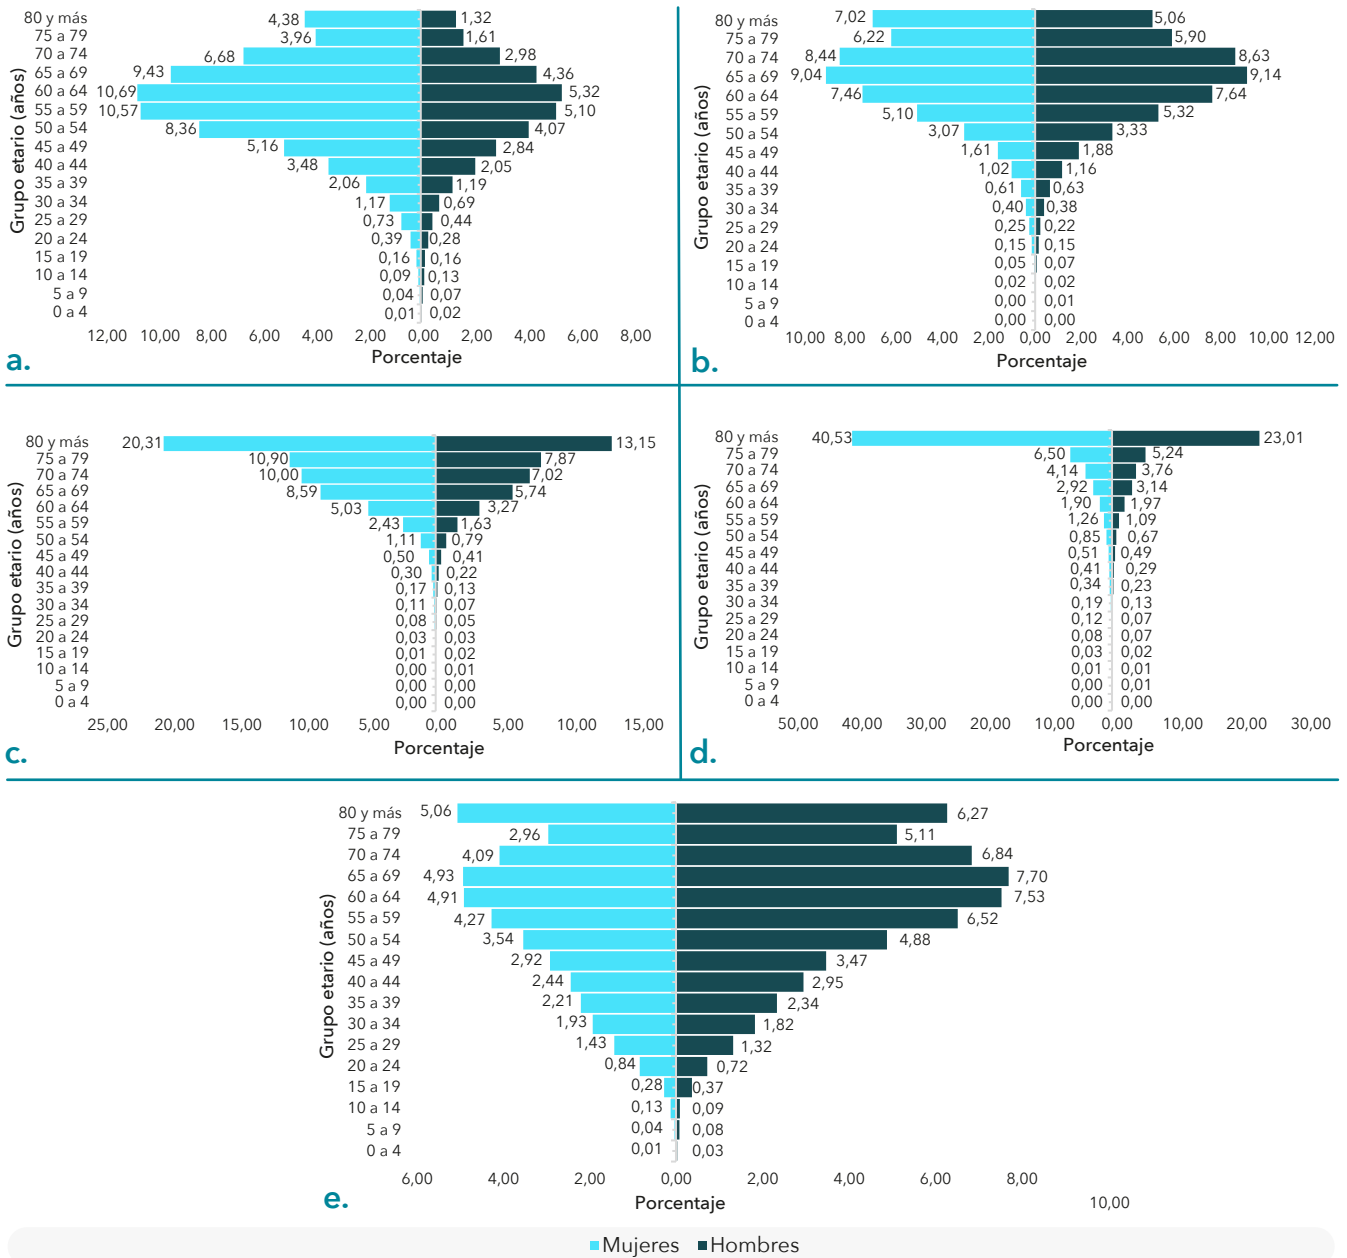 80 y más 4,38 1,32
75 a 79 3,96 1,61
70 a 74 6,68 2,98
65 a 69 9,43 4,36
60 a 64 10,69 5,32
55 a 59 10,57 5,10
50 a 54 8,36 4,07
45 a 49 5,16 2,84
40 a 44 3,48 2,05
35 a 39 2,06 1,19
30 a 34 1,17 0,69
25 a 29 0,73 0,44
20 a 24 0,39 0,28
15 a 19 0,16 0,16
10 a 14 0,09 0,13
5 a 9 0,04 0,07
0 a 4 0,01 0,02
Grupo etario (años)
12,00 10,00 8,00 6,00 4,00 2,00 0,00 2,00 4,00 6,00 8,00
Porcentaje
a.
80 y más 7,02 5,06
75 a 79 6,22 5,90
70 a 74 8,44 8,63
65 a 69 9,04 9,14
60 a 64 7,46 7,64
55 a 59 5,10 5,32
50 a 54 3,07 3,33
45 a 49 1,61 1,88
40 a 44 1,02 1,16
35 a 39 0,61 0,63
30 a 34 0,40 0,38
25 a 29 0,25 0,22
20 a 24 0,15 0,15
15 a 19 0,05 0,07
10 a 14 0,02 0,02
5 a 9 0,00 0,01
0 a 4 0,00 0,00
Grupo etario (años)
10,00 8,00 6,00 4,00 2,00 0,00 2,00 4,00 6,00 8,00 10,00 12,00
Porcentaje
b.
80 y más 20,31 13,15
75 a 79 10,90 7,87
70 a 74 10,00 7,02
65 a 69 8,59 5,74
60 a 64 5,03 3,27
55 a 59 2,43 1,63
50 a 54 1,11 0,79
45 a 49 0,50 0,41
40 a 44 0,30 0,22
35 a 39 0,17 0,13
30 a 34 0,11 0,07
25 a 29 0,08 0,05
20 a 24 0,03 0,03
15 a 19 0,01 0,02
10 a 14 0,00 0,01
5 a 9 0,00 0,00
0 a 4 0,00 0,00
Grupo etario (años)
25,00 20,00 15,00 10,00 5,00 0,00 5,00 10,00 15,00
Porcentaje
c.
80 y más 40,53 23,01
75 a 79 6,50 5,24
70 a 74 4,14 3,76
65 a 69 2,92 3,14
60 a 64 1,90 1,97
55 a 59 1,26 1,09
50 a 54 0,85 0,67
45 a 49 0,51 0,49
40 a 44 0,41 0,29
35 a 39 0,34 0,23
30 a 34 0,19 0,13
25 a 29 0,12 0,07
20 a 24 0,08 0,07
15 a 19 0,03 0,02
10 a 14 0,01 0,01
5 a 9 0,00 0,01
0 a 4 0,00 0,00
Grupo etario (años)
50,00 40,00 30,00 20,00 10,00 0,00 10,00 20,00 30,00
Porcentaje
d.
80 y más 5,06 6,27
75 a 79 2,96 5,11
70 a 74 4,09 6,84
65 a 69 4,93 7,70
60 a 64 4,91 7,53
55 a 59 4,27 6,52
50 a 54 3,54 4,88
45 a 49 2,92 3,47
40 a 44 2,44 2,95
35 a 39 2,21 2,34
30 a 34 1,93 1,82
25 a 29 1,43 1,32
20 a 24 0,84 0,72
15 a 19 0,28 0,37
10 a 14 0,13 0,09
5 a 9 0,04 0,08
0 a 4 0,01 0,03
Grupo etario (años)
6,00 4,00 2,00 0,00 2,00 4,00 6,00 8,00
10,00
Porcentaje
e.
Mujeres Hombres